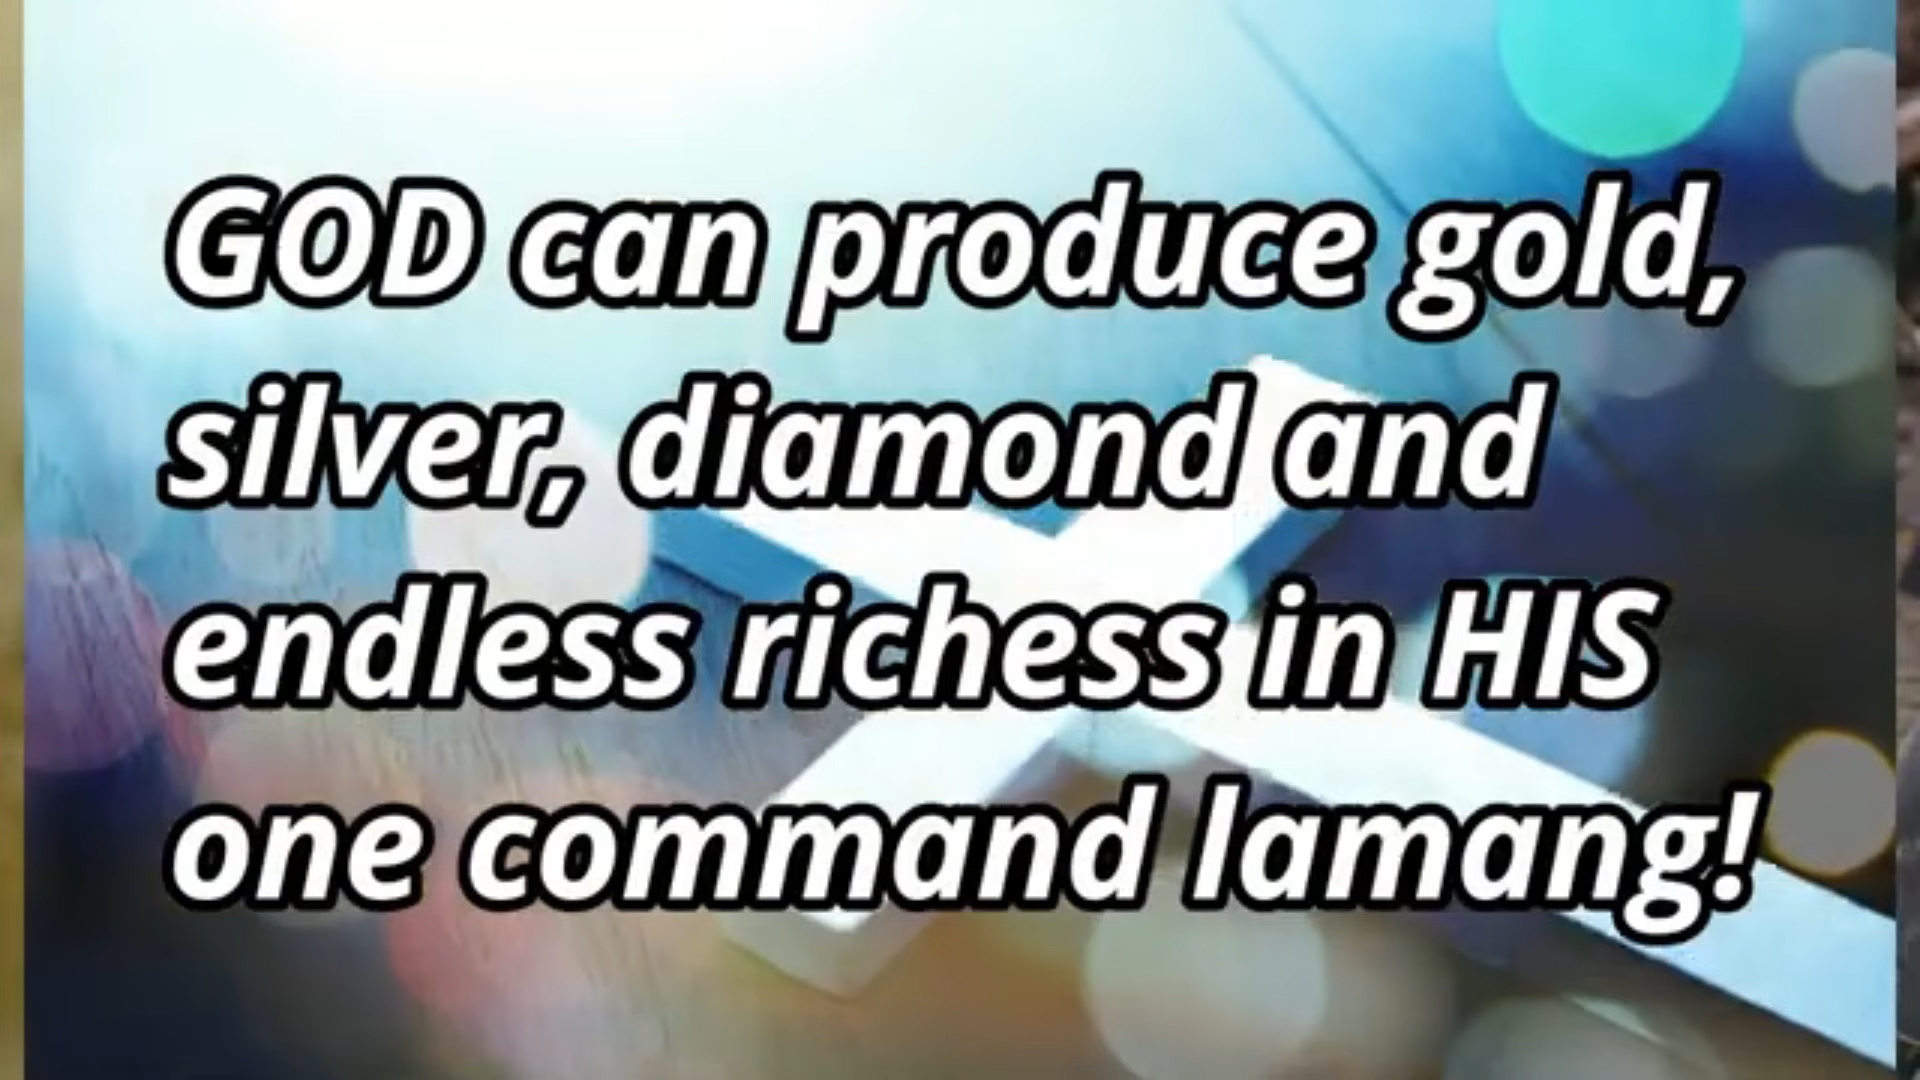 GOD can produce gold,
silver, diamond and
endless richess in HIS
one command lamang!